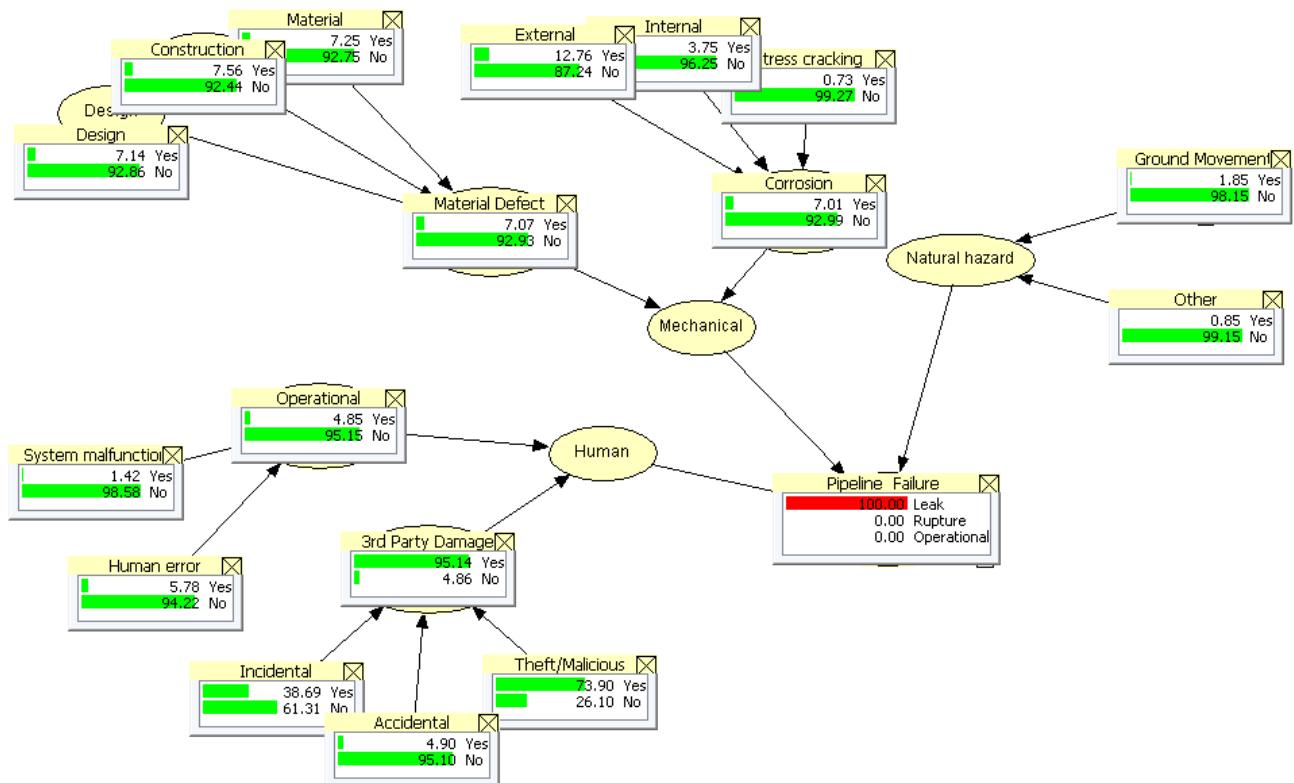 Material
7.25 Yes
92.75 No
Construction
7.56 Yes
92.44 No
Design
Design
7.14 Yes
92.86 No
External
12.76 Yes
87.24 No
Internal
3.75 Yes
96.25 No
tress cracking
0.73 Yes
99.27 No
Material Defect
7.07 Yes
92.93 No
Corrosion
7.01 Yes
92.99 No
Ground Movement
1.85 Yes
98.15 No
Natural hazard
Other
0.85 Yes
99.15 No
Mechanical
Operational
4.85 Yes
95.15 No
System malfunction
1.42 Yes
98.58 No
Human
Human error
5.78 Yes
94.22 No
3rd Party Damage
95.14 Yes
4.86 No
Pipeline Failure
100.00 Leak
0.00 Rupture
0.00 Operational
Incidental
38.69 Yes
61.31 No
Accidental
4.90 Yes
95.10 No
Theft/Malicious
73.90 Yes
26.10 No